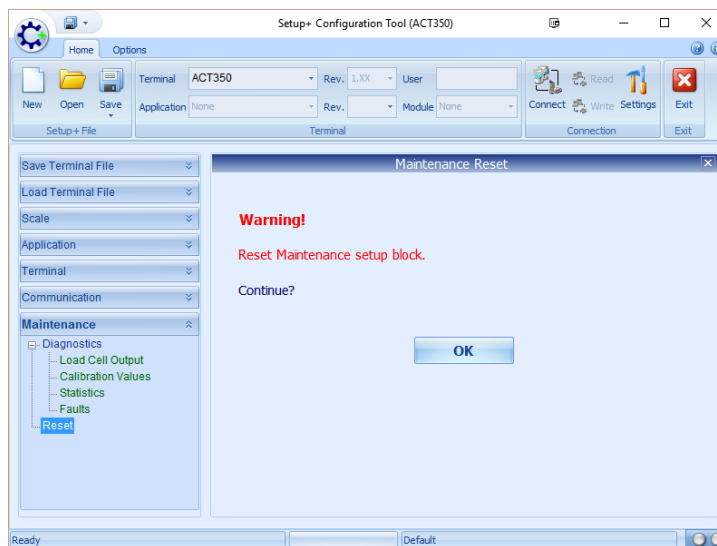 Setup+ Configuration Tool (ACT350)
Home Options
New Open Save
Setup+ File
Terminal ACT350 Rev. 1.XX User
Application None Rev. Module None
Terminal
Connect Read Write Settings
Connection
Exit
Exit
Save Terminal File
Load Terminal File
Scale
Application
Terminal
Communication
Maintenance
Diagnostics
Load Cell Output
Calibration Values
Statistics
Faults
Reset
Maintenance Reset
Warning!
Reset Maintenance setup block.
Continue?
OK
Ready Default